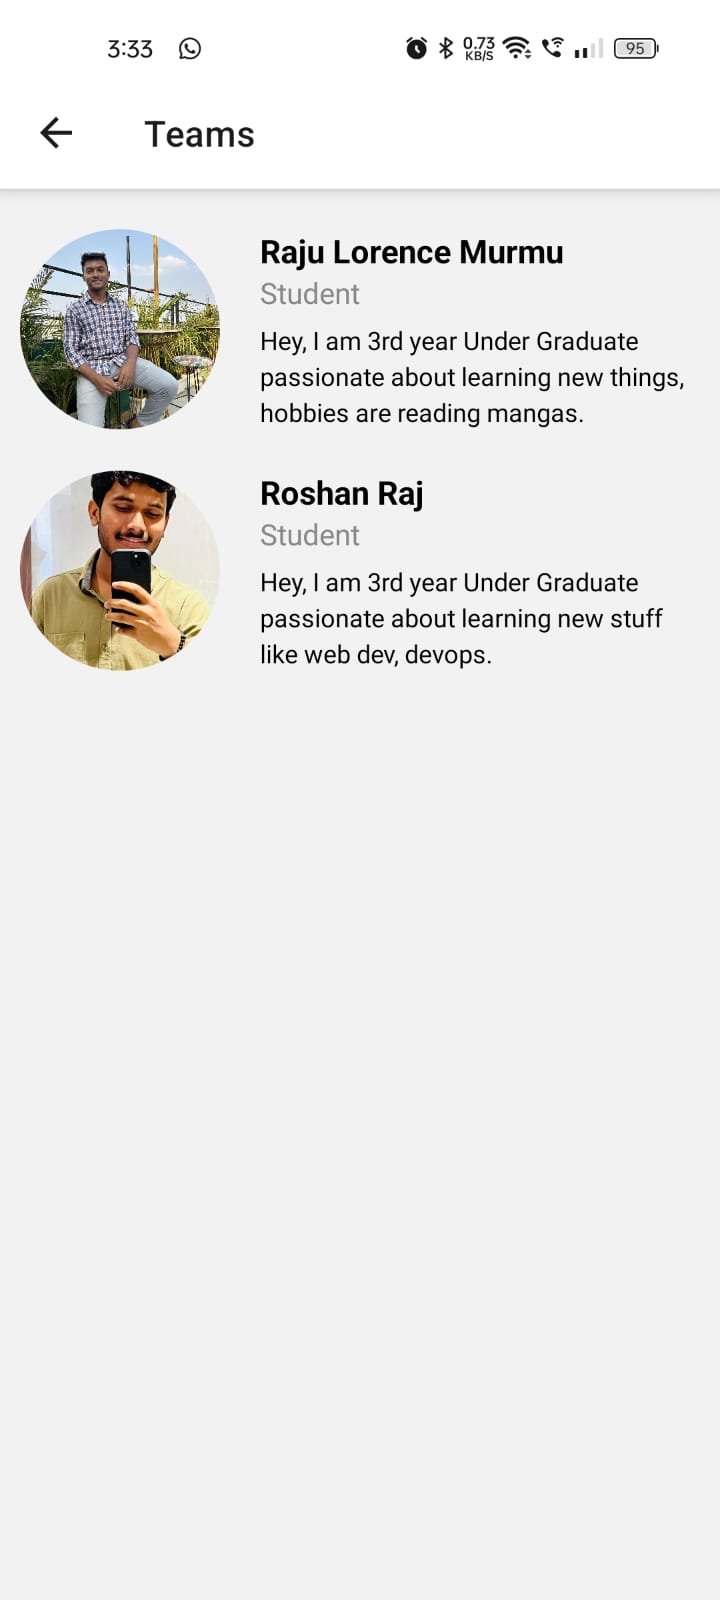 3:33
0.73
KB/S
95
Teams
Raju Lorence Murmu
Student
Hey, I am 3rd year Under Graduate
passionate about learning new things,
hobbies are reading mangas.
Roshan Raj
Student
Hey, I am 3rd year Under Graduate
passionate about learning new stuff
like web dev, devops.